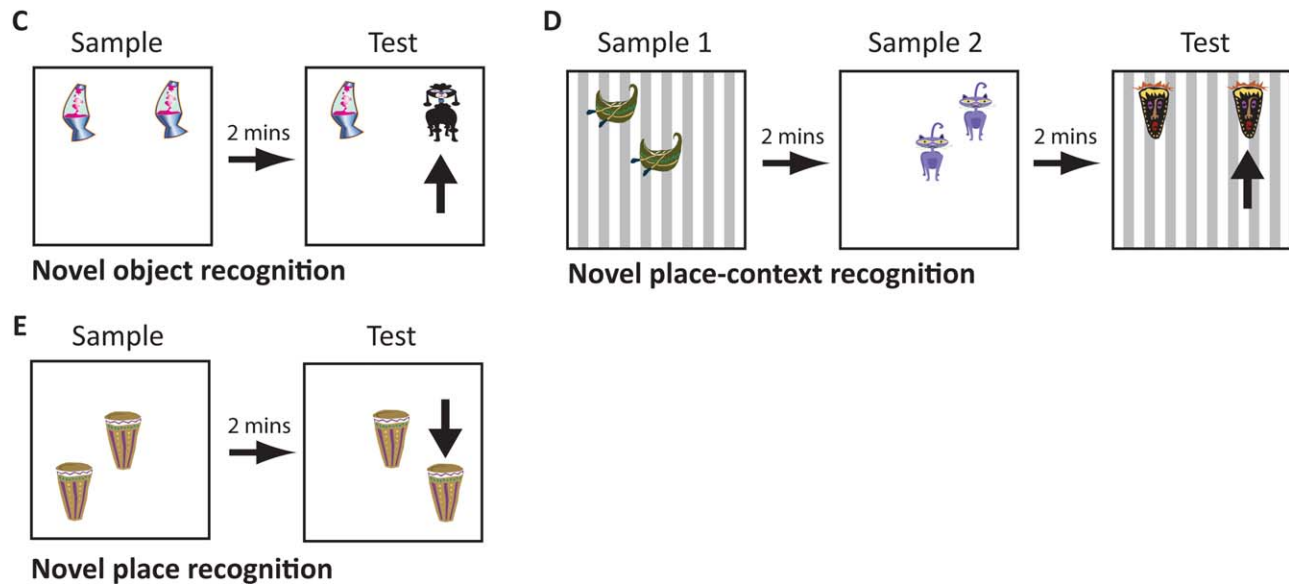 C
Sample
Test
2 mins
Novel object recognition
D
Sample 1
Sample 2
Test
2 mins
2 mins
Novel place-context recognition
E
Sample
Test
2 mins
Novel place recognition